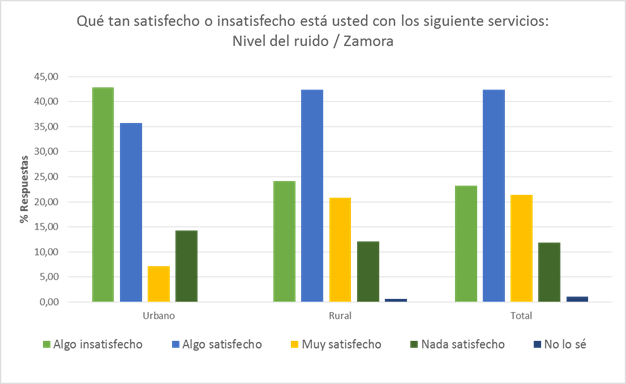 Qué tan satisfecho o insatisfecho está usted con los siguiente servicios:
Nivel del ruido / Zamora
% Respuestas
45,00
40,00
35,00
30,00
25,00
20,00
15,00
10,00
5,00
0,00
Urbano Rural Total
Algo insatisfecho Algo satisfecho Muy satisfecho Nada satisfecho No lo sé